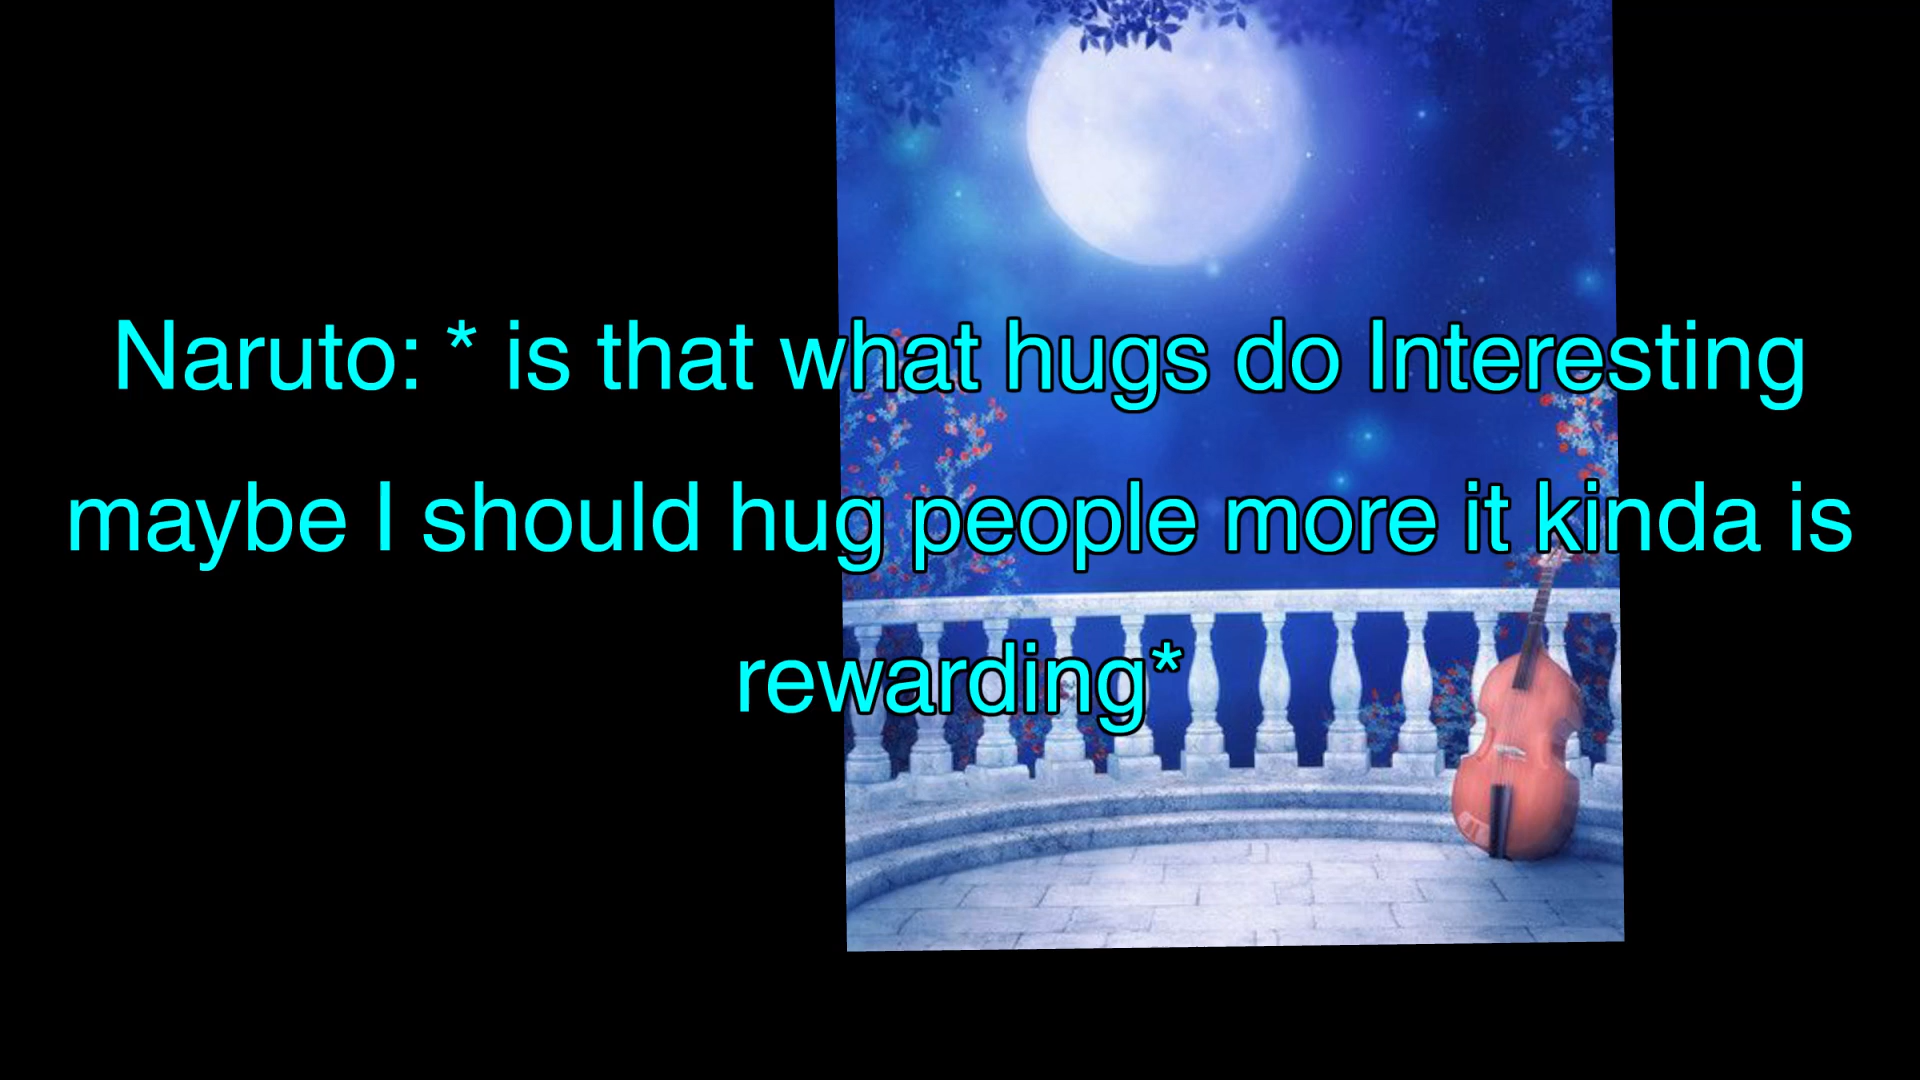 Naruto: * is that what hugs do Interesting
maybe I should hug people more it kinda is
rewarding*